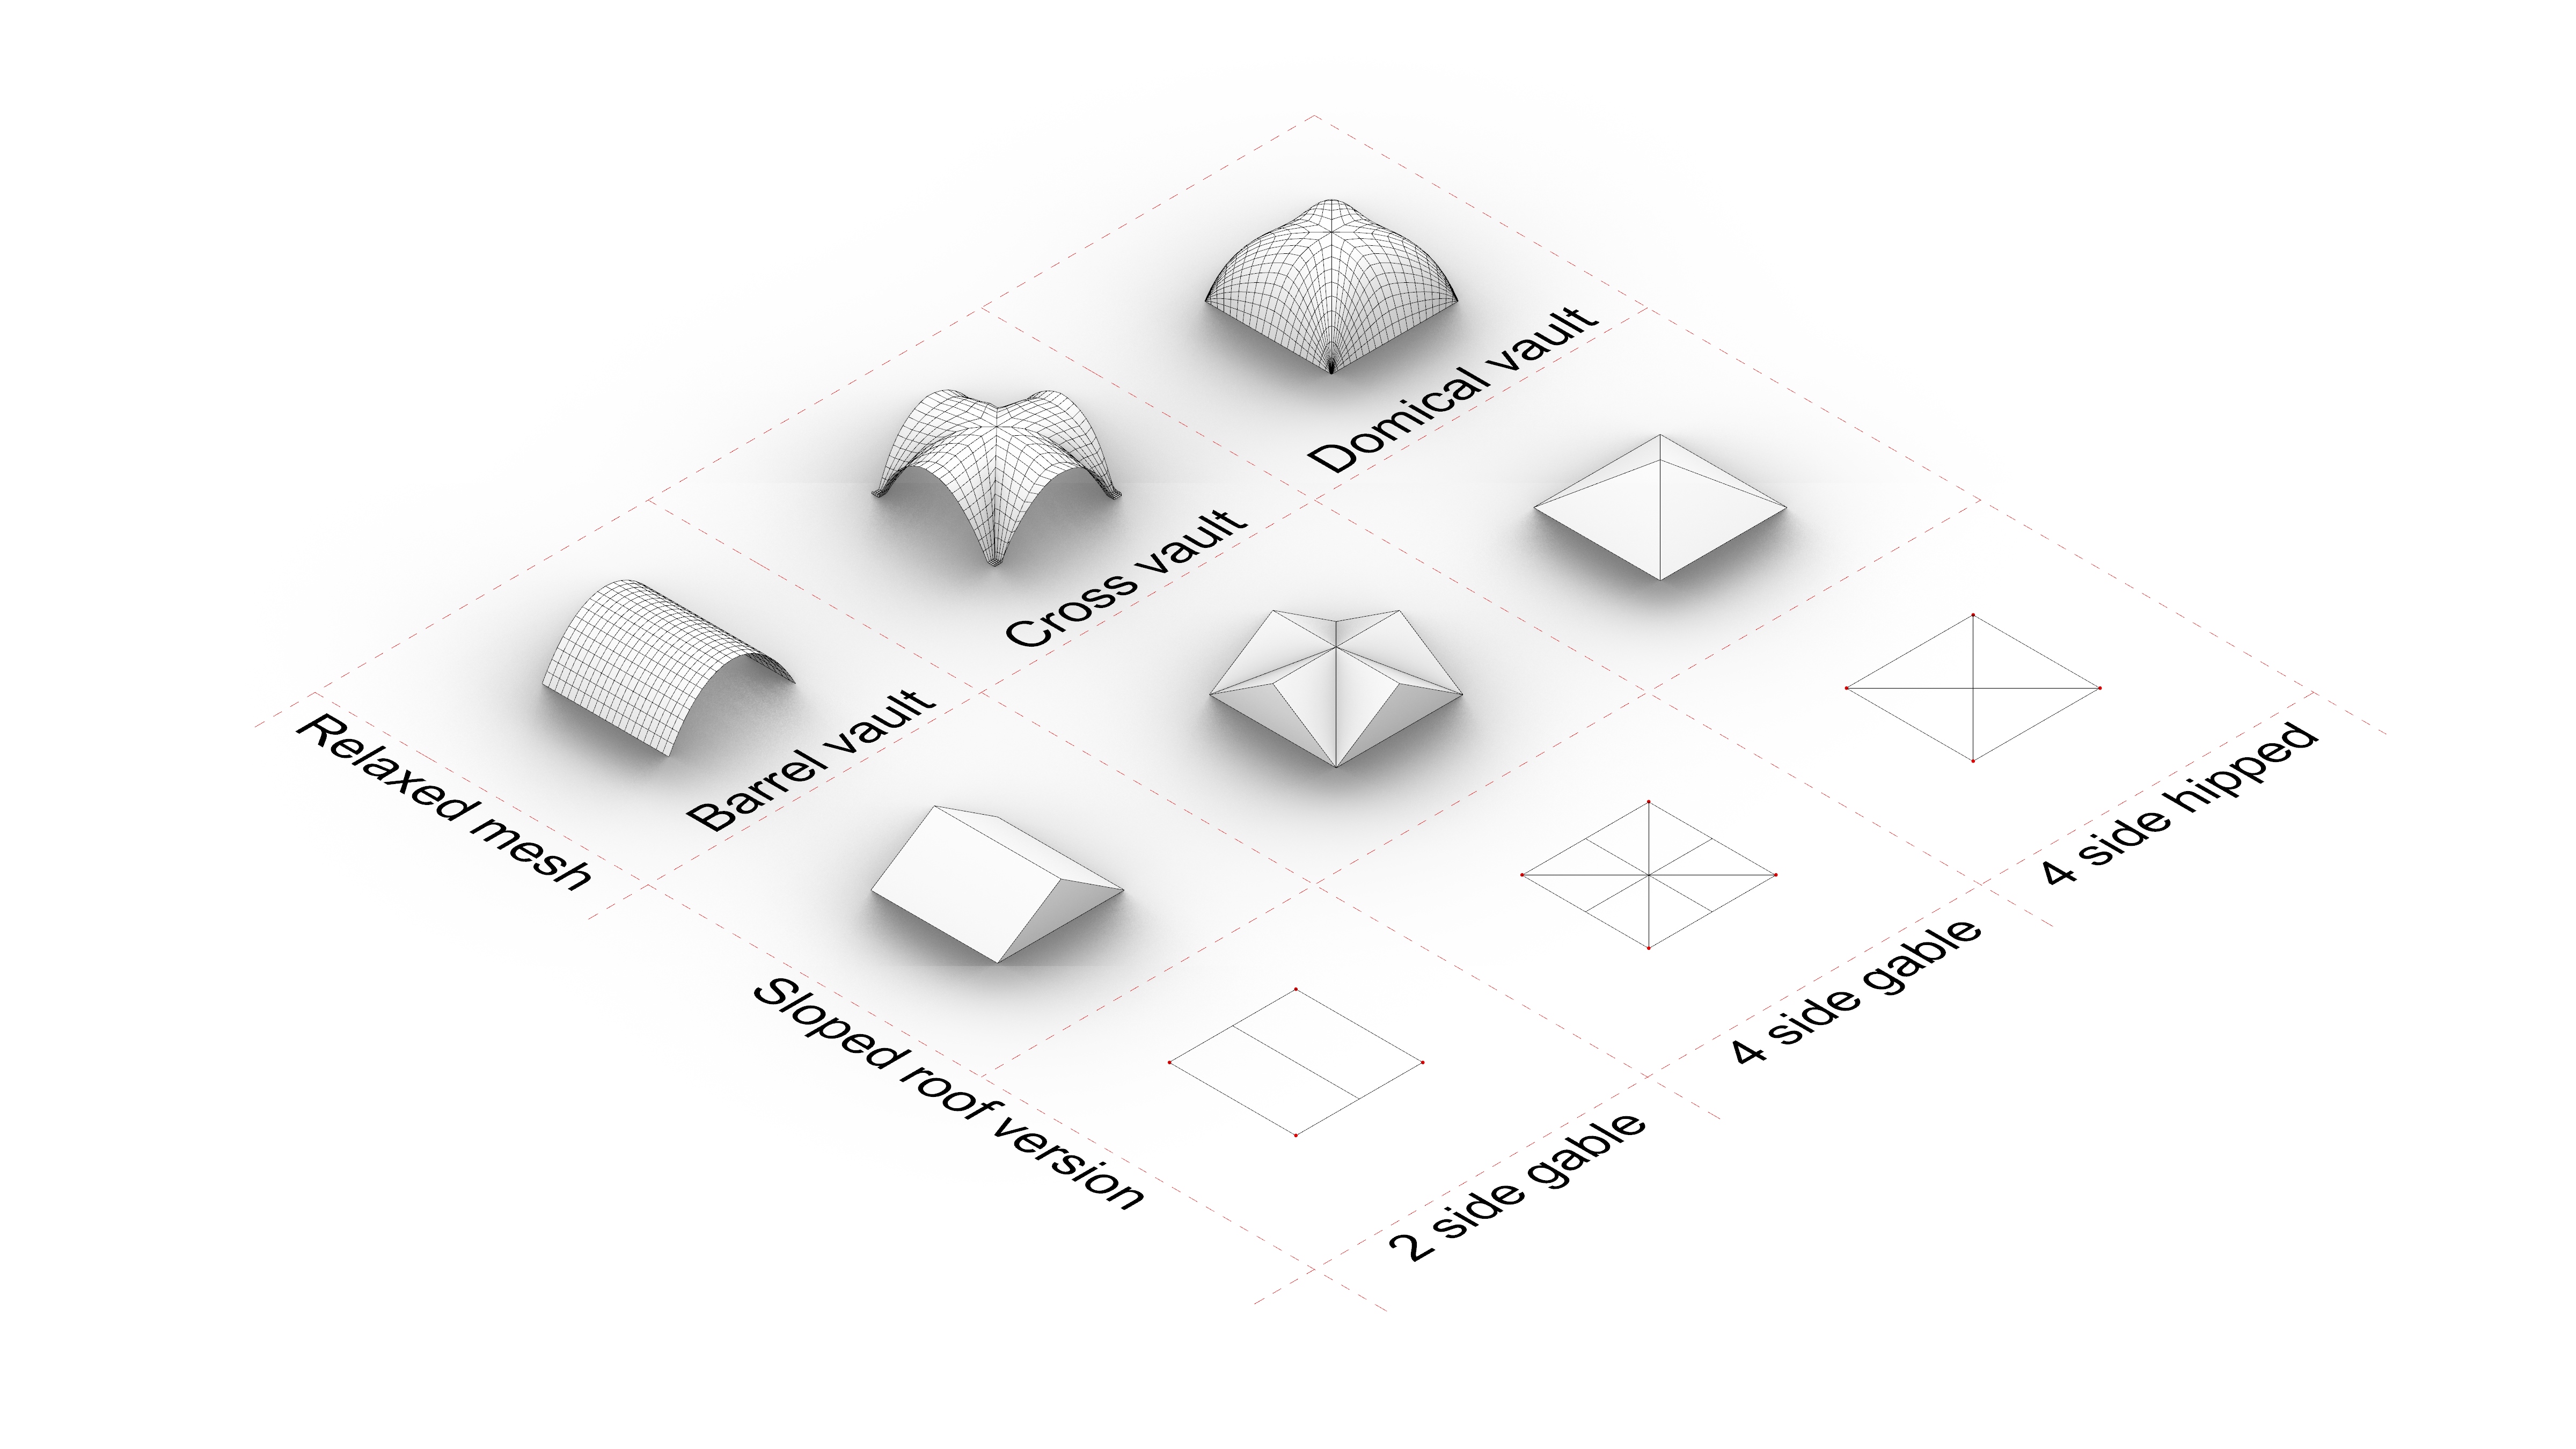 Domical vault
Cross vault
Barrel vault
Relaxed mesh
Sloped roof version
4 side hipped
4 side gable
2 side gable